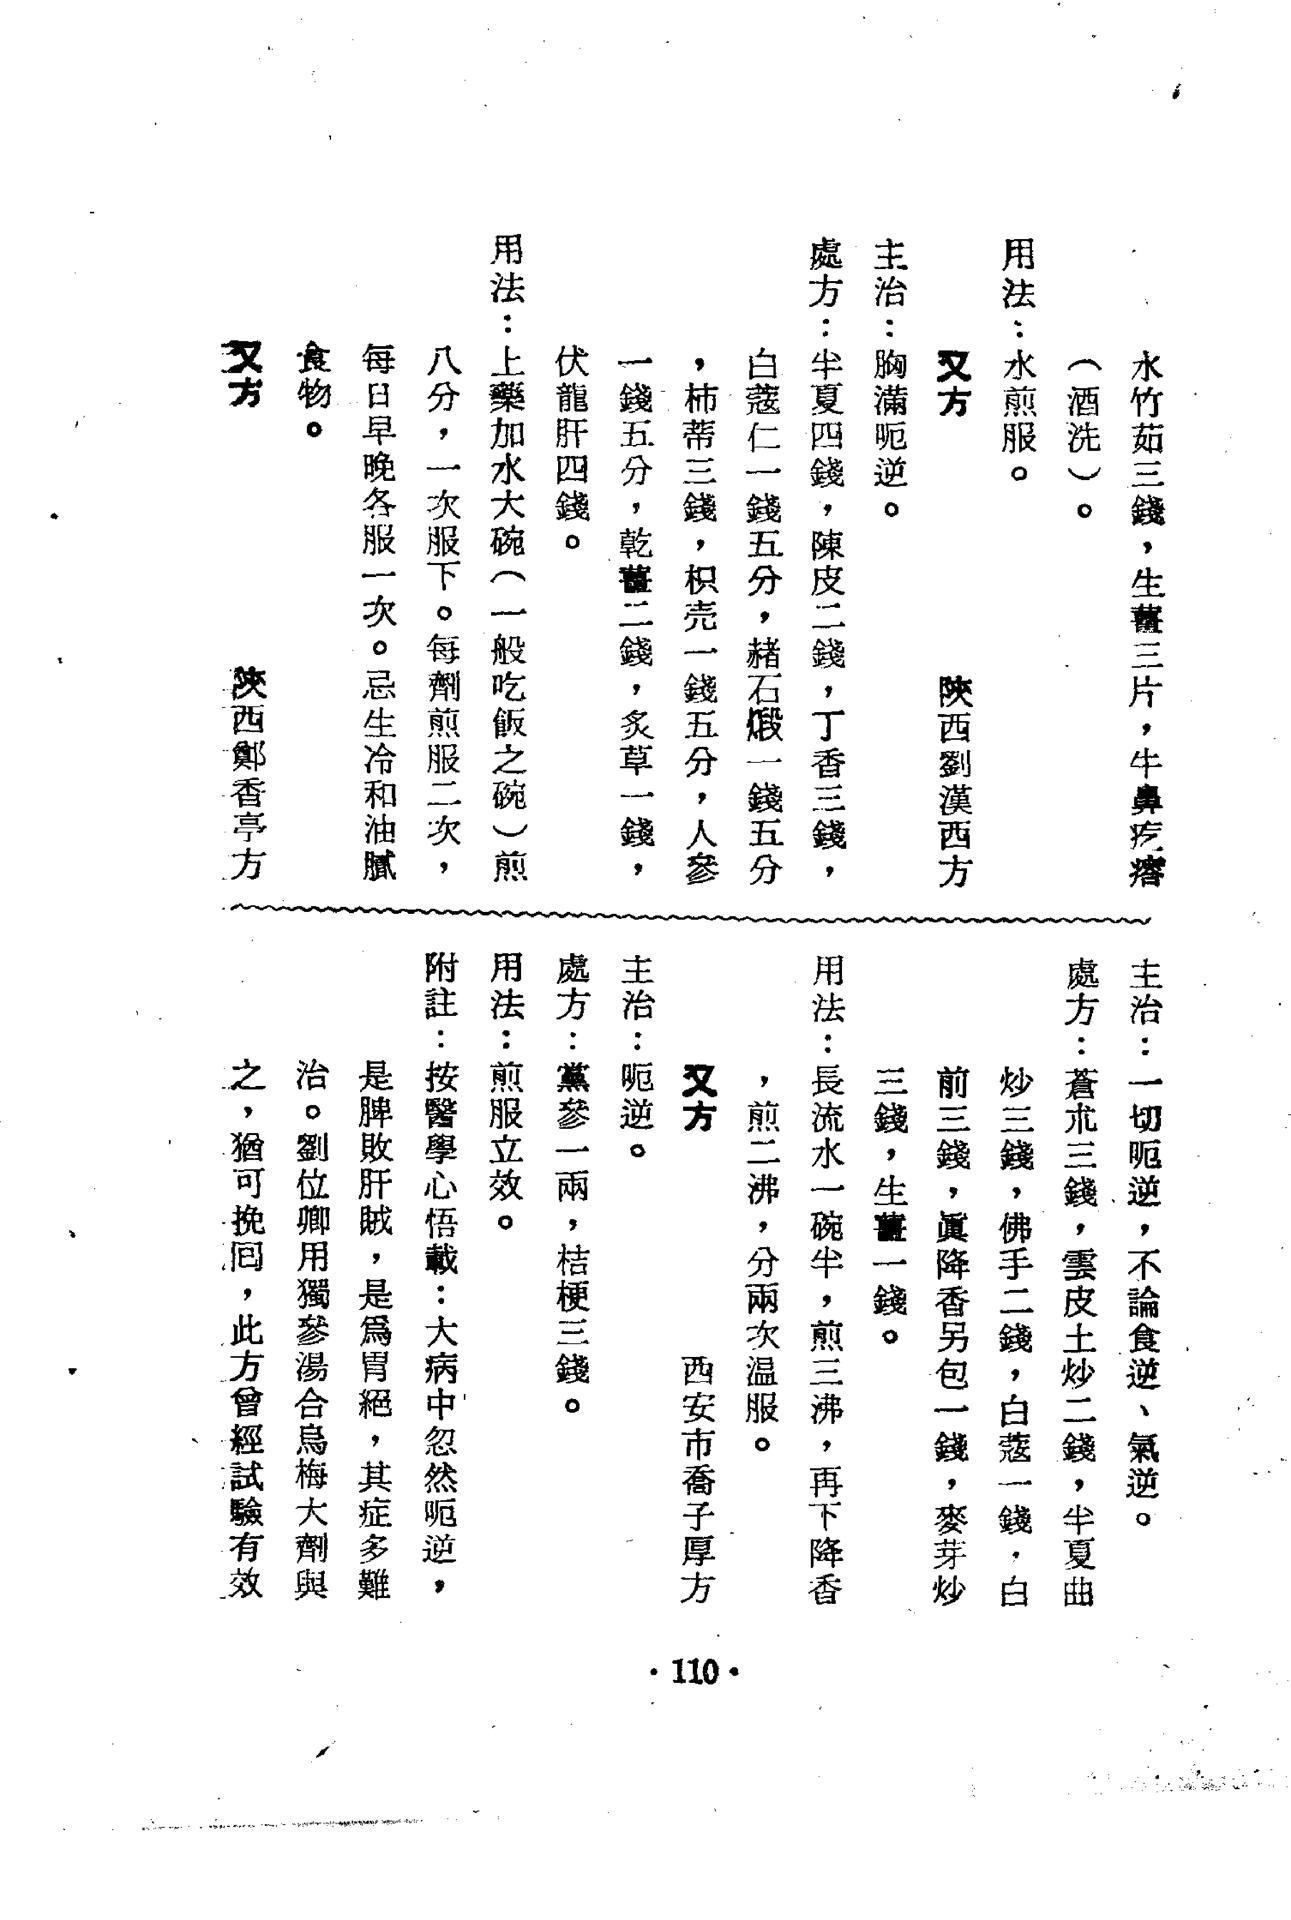 水竹茹三錢，生薑三片，牛鼻疙瘩
（酒洗）。
用法：水煎服。
又方　陝西劉漢西方
主治：胸滿呃逆。
處方：半夏四錢，陳皮二錢，丁香三錢，
白蔻仁一錢五分，赭石煅一錢五分
，柿蒂三錢，枳壳一錢五分，人參
一錢五分，乾薑二錢，炙草一錢，
伏龍肝四錢。
用法：上藥加水大碗（一般吃飯之碗）煎
八分，一次服下。每劑煎服二次，
每日早晚各服一次。忌生冷和油膩
食物。
又方　陝西鄭香亭方
主治：一切呃逆，不論食逆、氣逆。
處方：蒼朮三錢，雲皮土炒二錢，半夏曲
炒三錢，佛手二錢，白蔻一錢，白
前三錢，眞降香另包一錢，麥芽炒
三錢，生薑一錢。
用法：長流水一碗半，煎三沸，再下降香
，煎二沸，分兩次温服。
又方　西安市喬子厚方
主治：呃逆。
處方：黨參一兩，桔梗三錢。
用法：煎服立效。
附註：按醫學心悟載：大病中忽然呃逆，
是脾敗肝賊，是爲胃絕，其症多難
治。劉位卿用獨參湯合烏梅大劑與
之，猶可挽囘，此方曾經試驗有效
·110·